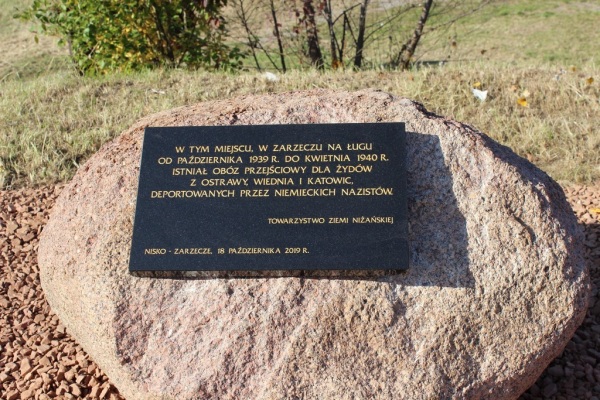 W TYM MIEJSCU, W ZARZECZU NA ŁĘGU
OD PAŹDZIERNIKA 1939 R. DO KWIETNIA 1940 R.
ISTNIAŁ OBÓZ PRZEJŚCIOWY DLA ŻYDÓW
Z OSTRAWY, WIEDNIA I KATOWIC,
DEPORTOWANYCH PRZEZ NIEMIECKICH NAZISTÓW.
TOWARZYSTWO ZIEMI NIŻAŃSKIEJ
NISKO - ZARZECZE, 18 PAŹDZIERNIKA 2019 R.